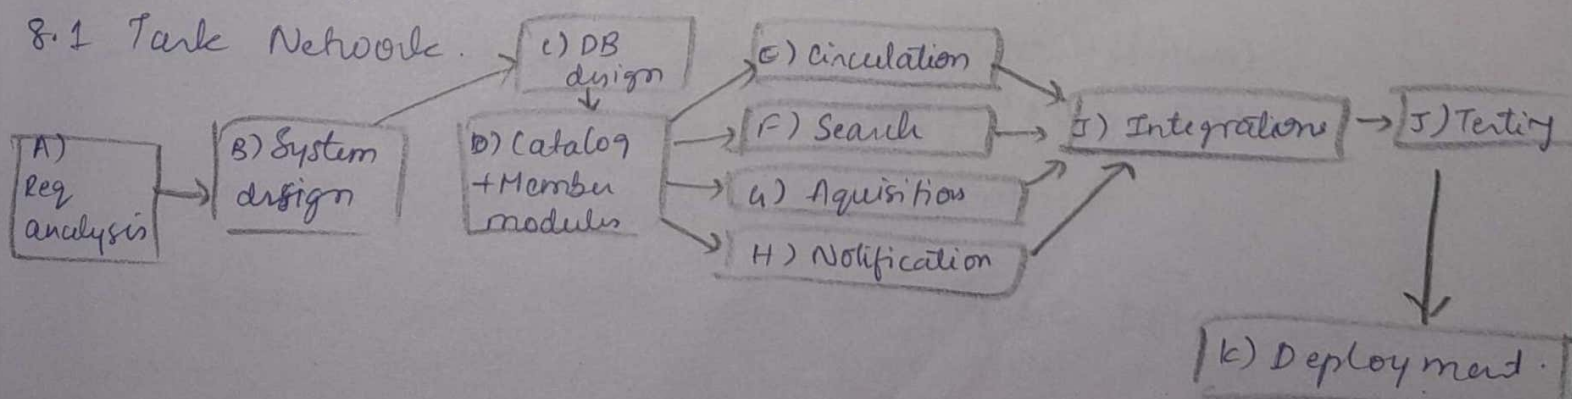 8.1 Task Network.
A)
Req
analysis
B) System
design
C) DB
design
D) Catalog
+Member
modules
E) Circulation
F) Search
G) Aquisition
H) Notification
I) Integration
J) Testing
K) Deployment.